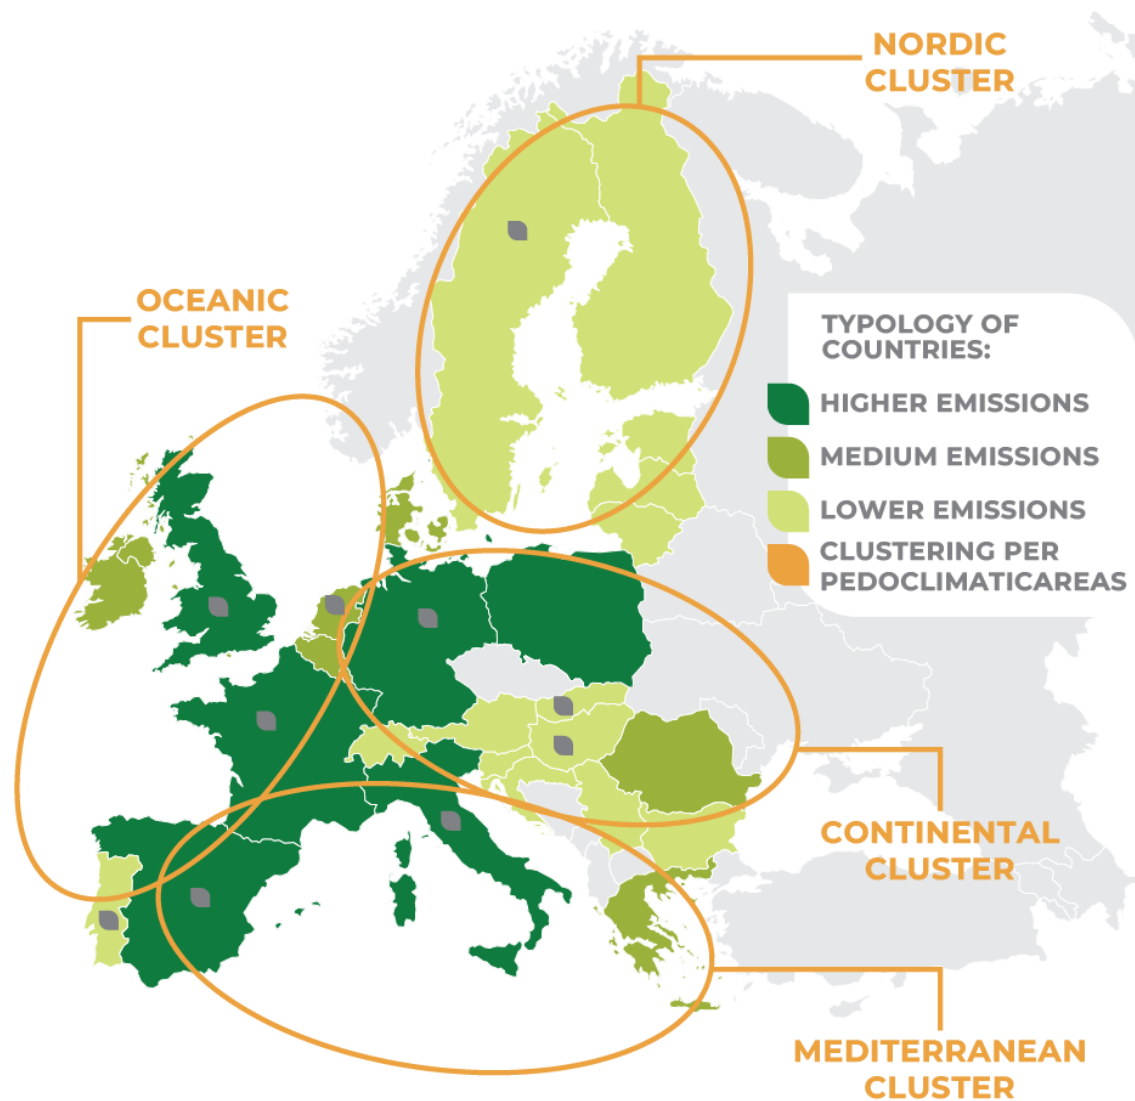 NORDIC
CLUSTER
OCEANIC
CLUSTER
TYPOLOGY OF
COUNTRIES:
HIGHER EMISSIONS
MEDIUM EMISSIONS
LOWER EMISSIONS
CLUSTERING PER
PEDOCLIMATICAREAS
CONTINENTAL
CLUSTER
MEDITERRANEAN
CLUSTER